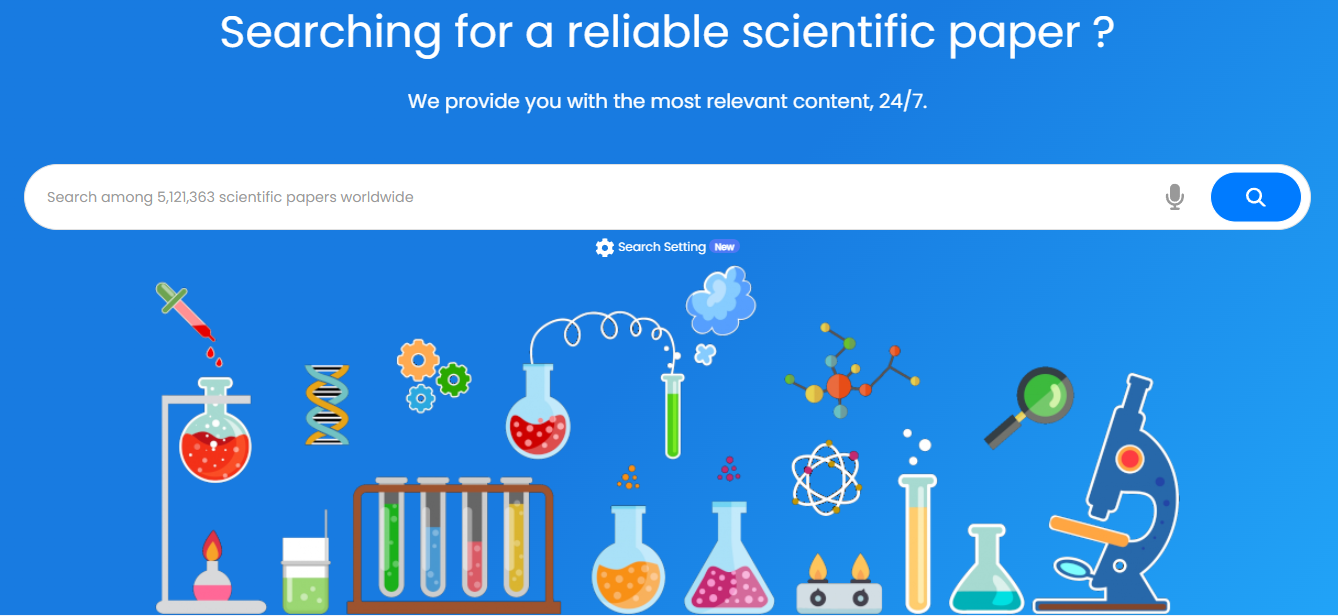 Searching for a reliable scientific paper ?
We provide you with the most relevant content, 24/7.
Search among 5,121,363 scientific papers worldwide
Search Setting New